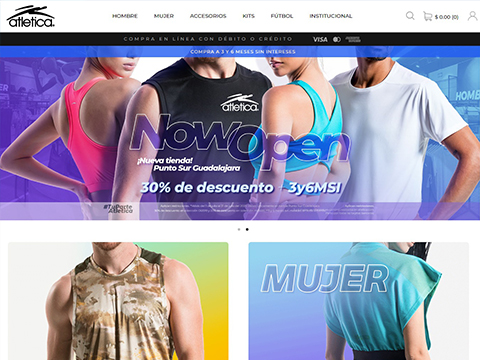 atletica.
HOMBRE MUJER ACCESORIOS KITS FÚTBOL INSTITUCIONAL
$ 0.00 (0)
COMPRA EN LÍNEA CON DÉBITO O CRÉDITO VISA
COMPRA A 3 Y 6 MESES SIN INTERESES
HOMB
atletica.
Now Open
¡Nueva tienda!
Punto Sur Guadalajara
30% de descuento - 3y6MSI
#TuParte
Atletica
MUJER